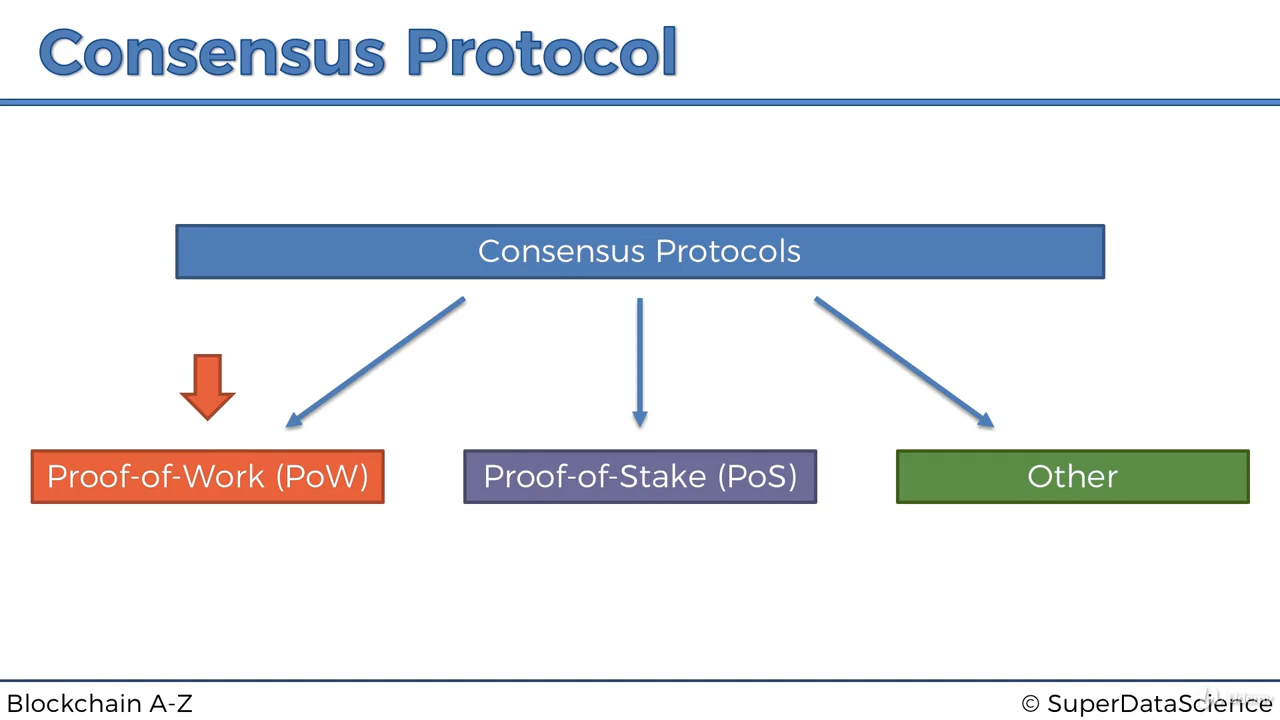 Consensus Protocol
Consensus Protocols
Proof-of-Work (PoW)
Proof-of-Stake (PoS)
Other
Blockchain A-Z
© SuperDataScience